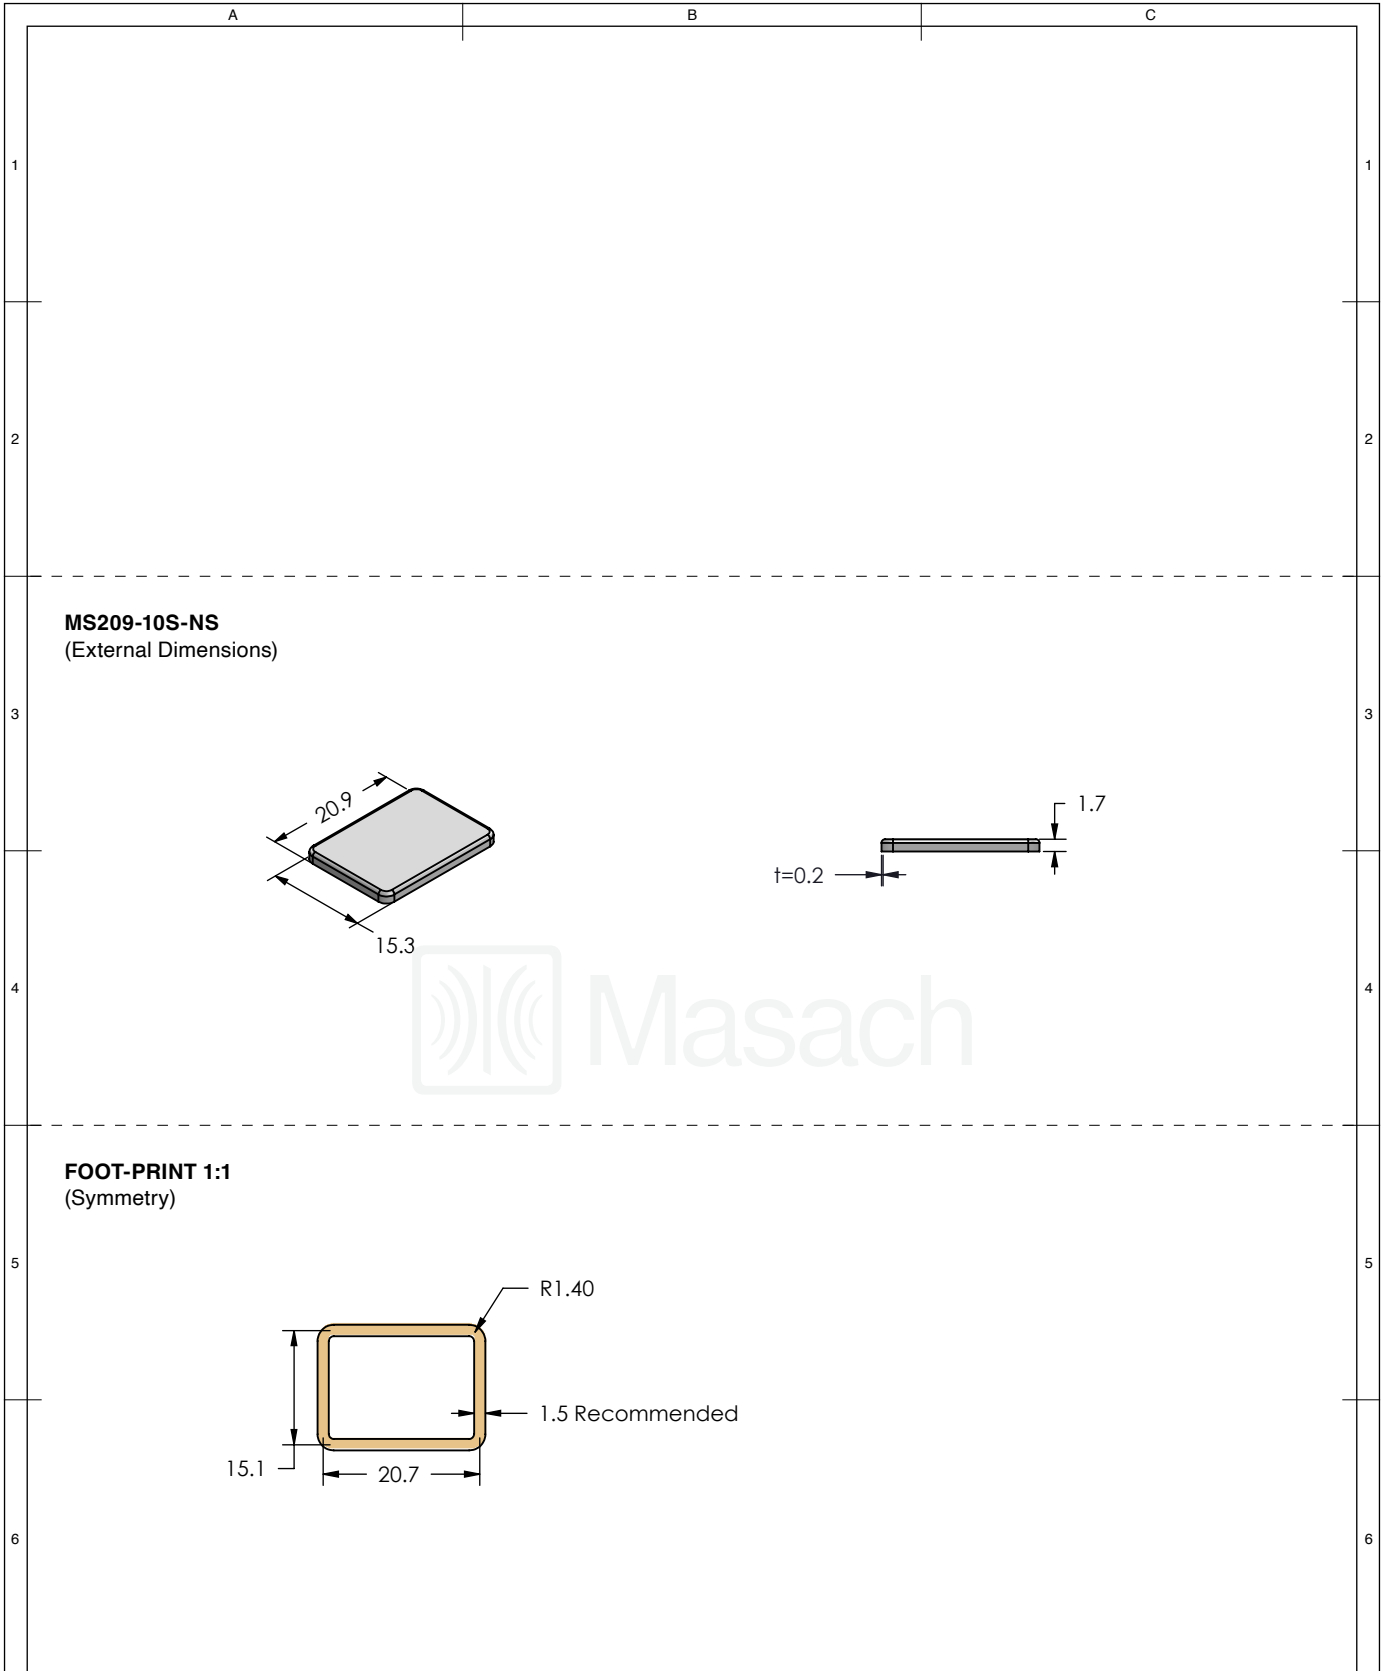 A B C
1 1
2 2
MS209-10S-NS
(External Dimensions)
3 3
20.9
15.3
1.7
t=0.2
Masach
4 4
FOOT-PRINT 1:1
(Symmetry)
5 5
R1.40
1.5 Recommended
15.1
20.7
6 6